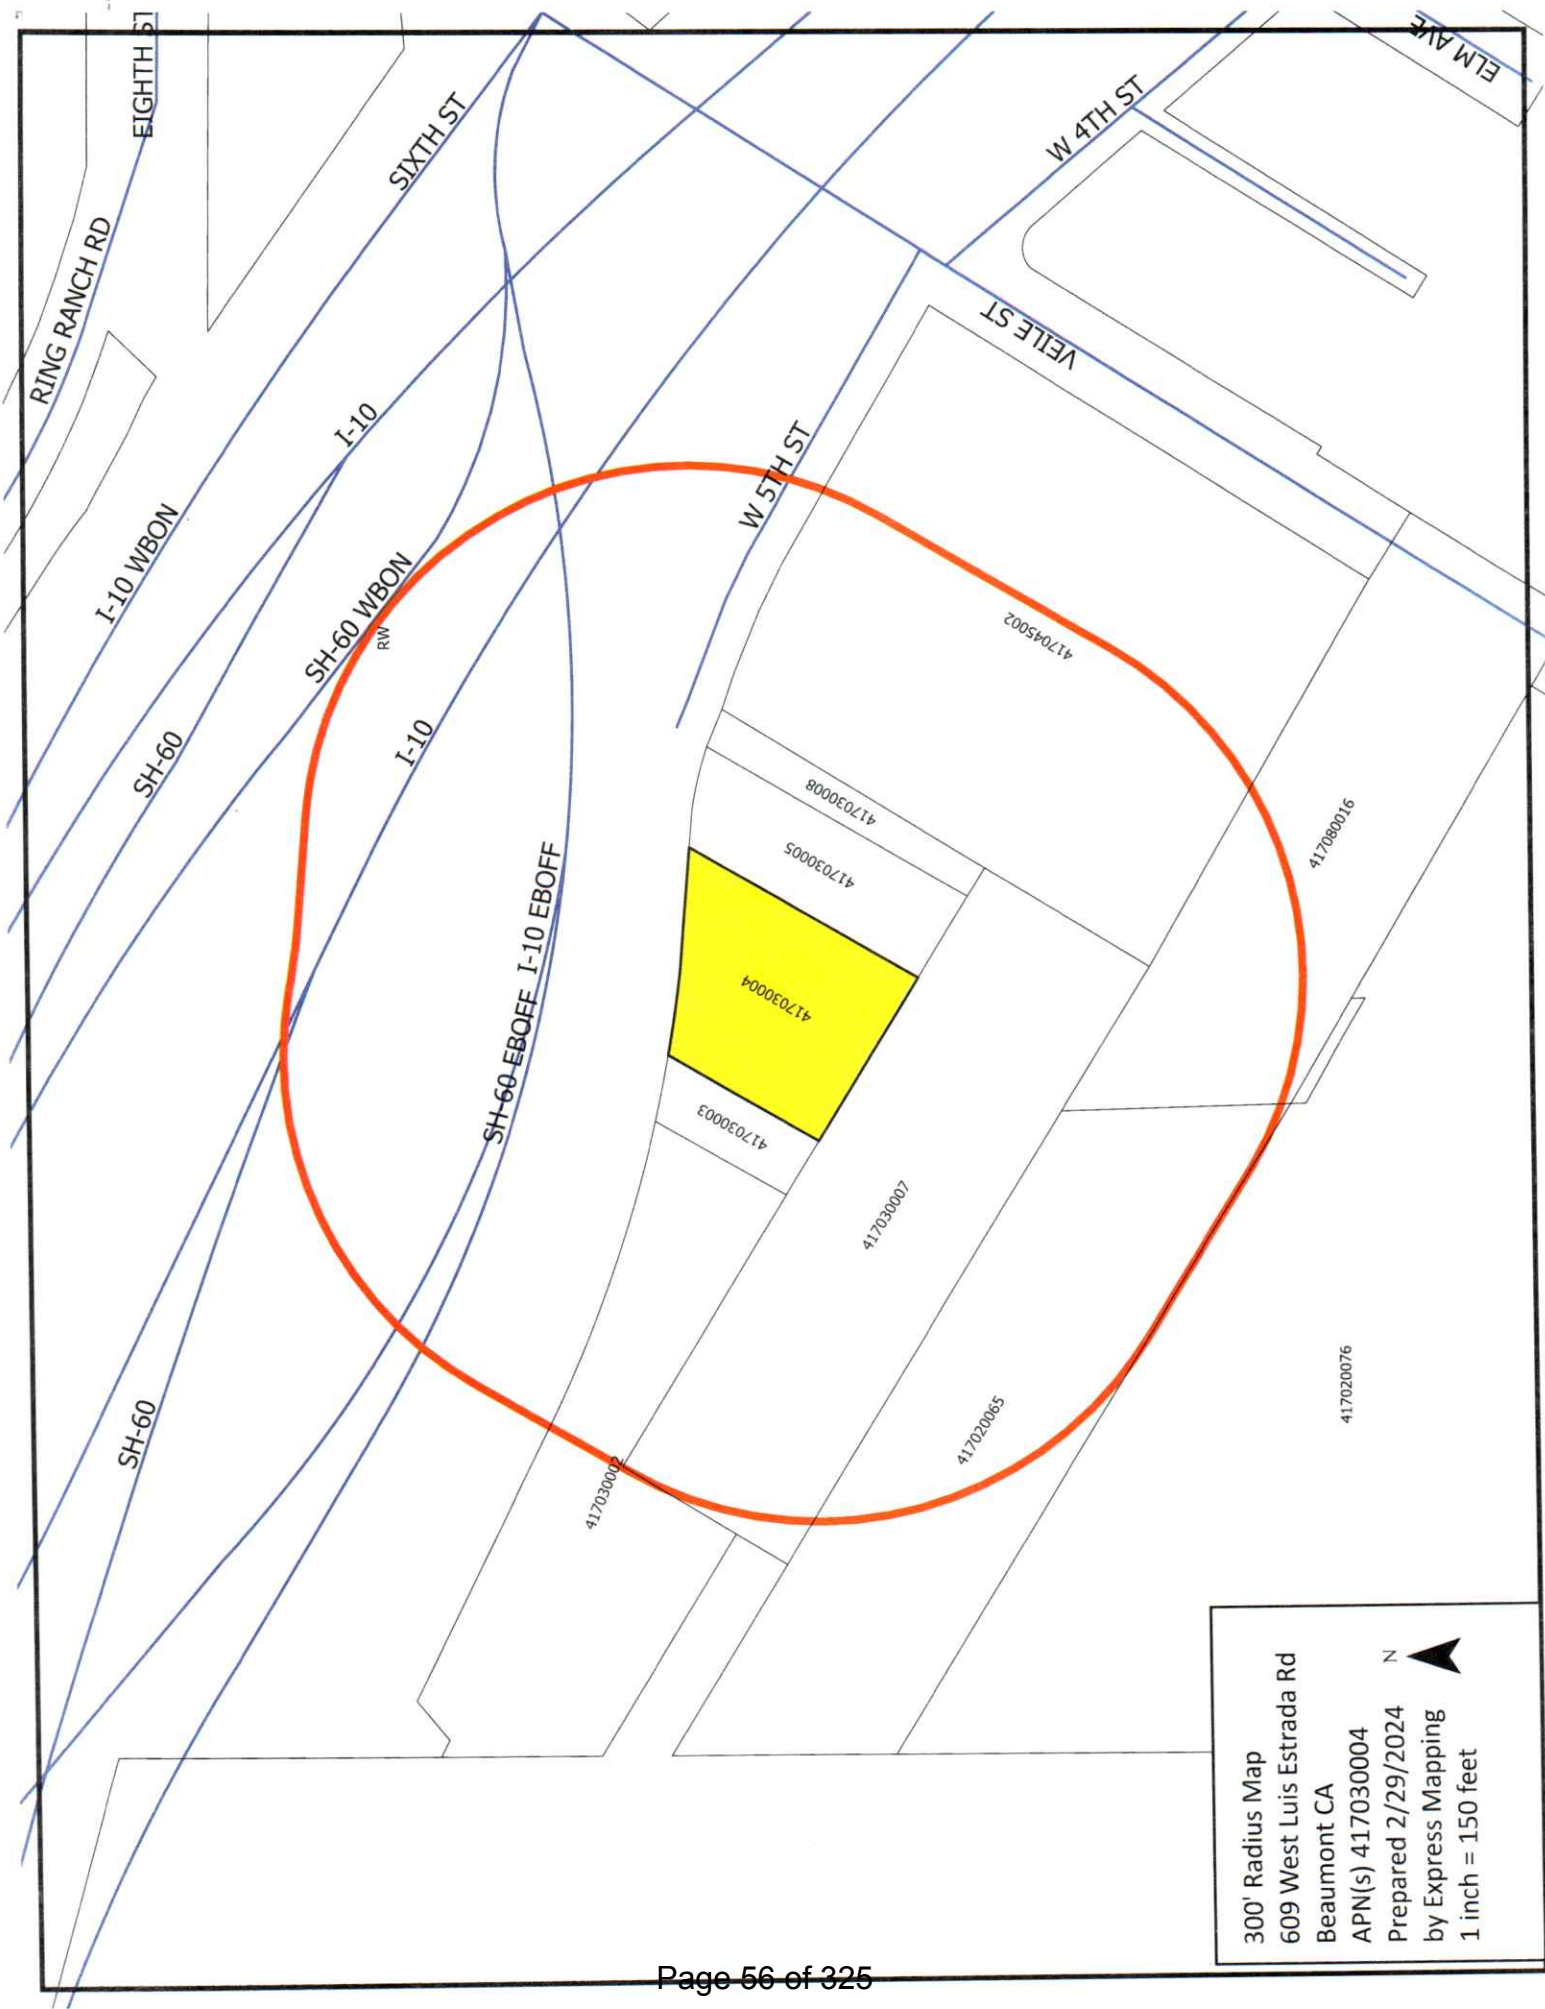 EIGHTH ST
ELM AVE
SIXTH ST
W 4TH ST
RING RANCH RD
VEILE ST
I-10
W 5TH ST
I-10 WBON
SH-60 WBON
RW
417045002
SH-60
I-10
417030008
417080016
417030005
I-10 EBOFF
417030004
SH-60 EBOFF
417030003
417030007
SH-60
417020065
417020076
417030002
300' Radius Map
609 West Luis Estrada Rd
Beaumont CA
APN(s) 417030004
Prepared 2/29/2024
by Express Mapping
1 inch = 150 feet
N
Page 56 of 325